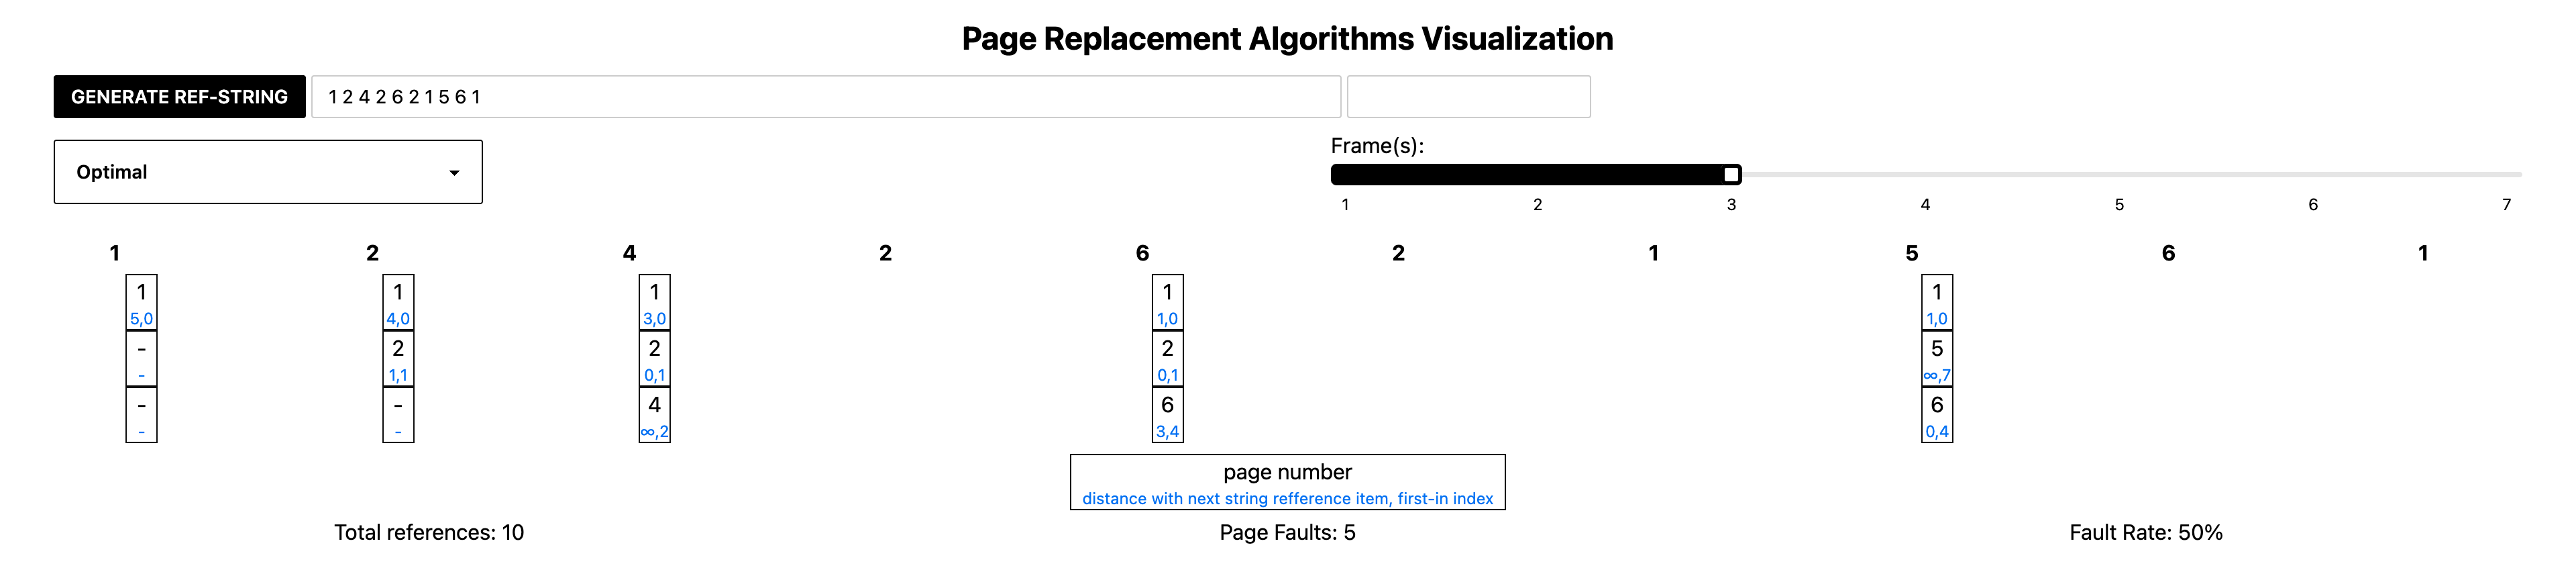 Page Replacement Algorithms Visualization
GENERATE REF-STRING 1 2 4 2 6 2 1 5 6 1
Frame(s):
Optimal
1 2 3 4 5 6 7
1 2 4 2 6 2 1 5 6 1
1 1 1 1 1
5,0 4,0 3,0 1,0 1,0
- 2 2 2 5
- 1,1 0,1 0,1 ∞,7
- - 4 6 6
- - ∞,2 3,4 0,4
page number
distance with next string refference item, first-in index
Total references: 10 Page Faults: 5 Fault Rate: 50%